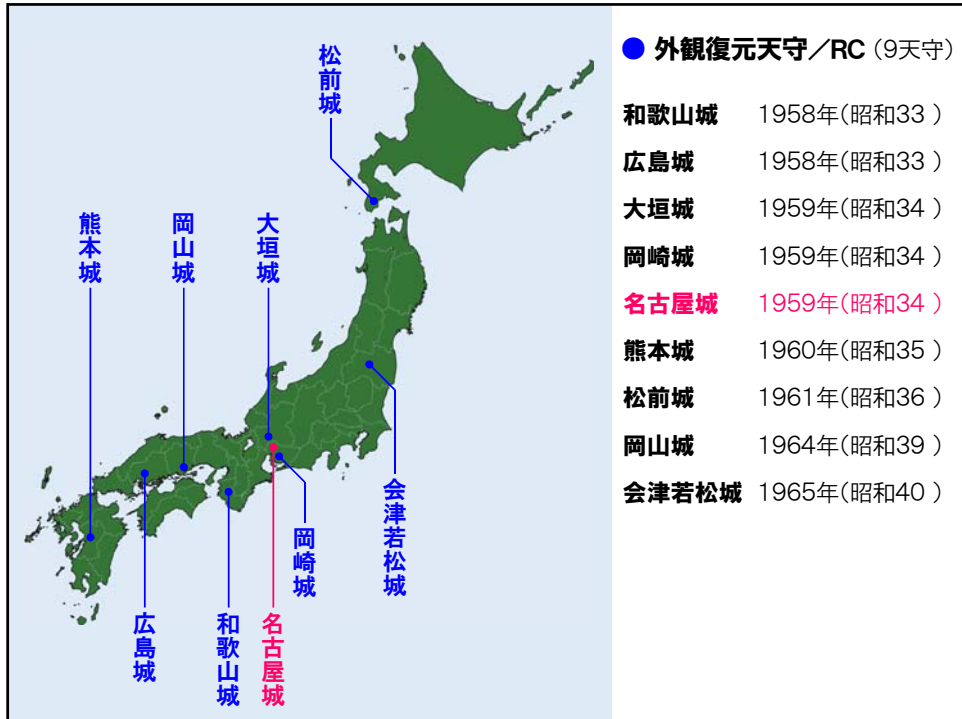 松前城
熊本城
岡山城
大垣城
会津若松城
岡崎城
広島城
和歌山城
名古屋城
外観復元天守／RC（9天守）
和歌山城 1958年(昭和33 )
広島城 1958年(昭和33 )
大垣城 1959年(昭和34 )
岡崎城 1959年(昭和34 )
名古屋城 1959年(昭和34 )
熊本城 1960年(昭和35 )
松前城 1961年(昭和36 )
岡山城 1964年(昭和39 )
会津若松城 1965年(昭和40 )